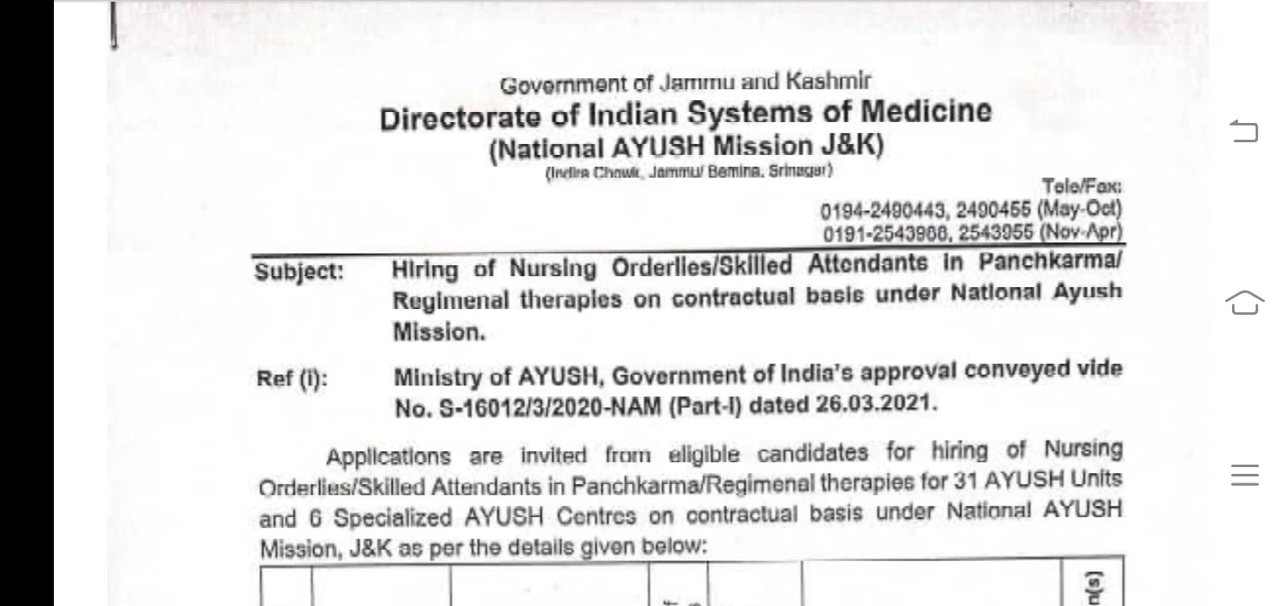 Government of Jammu and Kashmir
Directorate of Indian Systems of Medicine
(National AYUSH Mission J&K)
(Indira Chowk, Jammu/ Bemina, Srinagar)
Tele/Fax:
0194-2490443, 2490455 (May-Oct)
0191-2543988, 2543955 (Nov-Apr)
Subject: Hiring of Nursing Orderlies/Skilled Attendants in Panchkarma/
Regimenal therapies on contractual basis under National Ayush
Mission.
Ref (i): Ministry of AYUSH, Government of India's approval conveyed vide
No. S-16012/3/2020-NAM (Part-I) dated 26.03.2021.
Applications are invited from eligible candidates for hiring of Nursing
Orderlies/Skilled Attendants in Panchkarma/Regimenal therapies for 31 AYUSH Units
and 6 Specialized AYUSH Centres on contractual basis under National AYUSH
Mission, J&K as per the details given below: